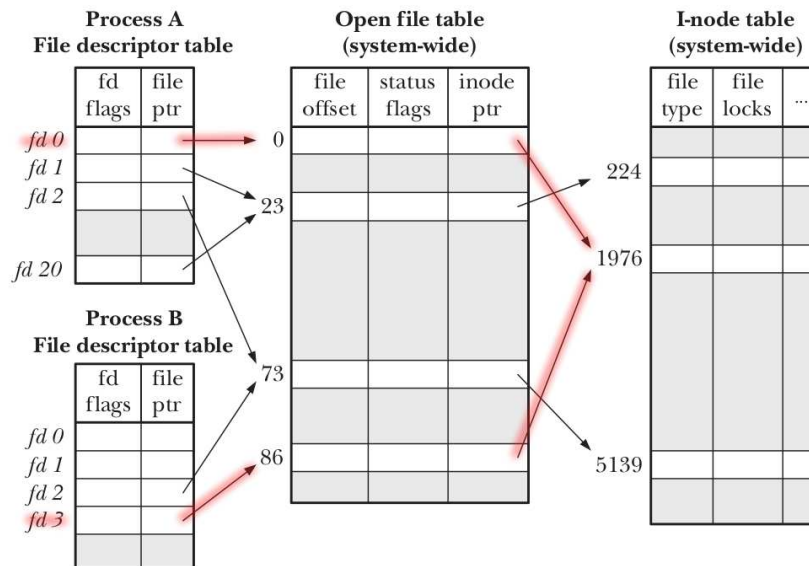 Process A
File descriptor table
fd
flags
file
ptr
fd 0
fd 1
fd 2
fd 20
Process B
File descriptor table
fd
flags
file
ptr
fd 0
fd 1
fd 2
fd 3
Open file table
(system-wide)
file
offset
status
flags
inode
ptr
0
23
73
86
I-node table
(system-wide)
file
type
file
locks
...
224
1976
5139